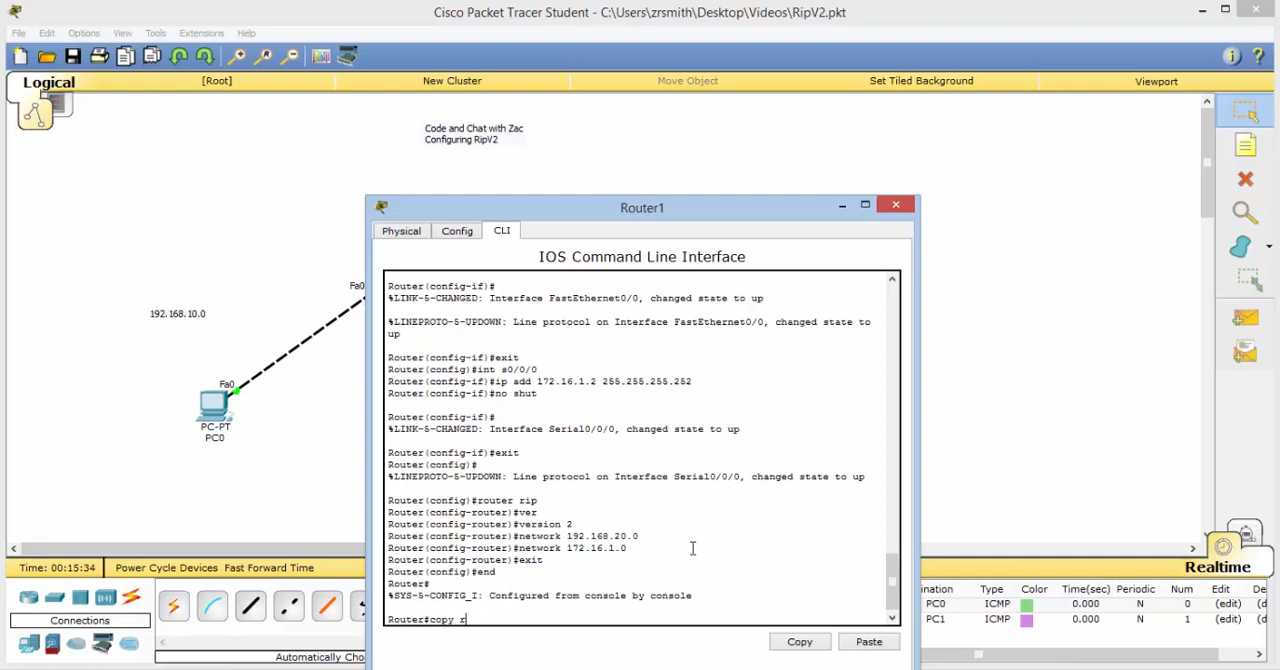 Cisco Packet Tracer Student - C:\Users\zrsmith\Desktop\Videos\RipV2.pkt
File Edit Options View Tools Extensions Help
Logical
[Root]
New Cluster
Move Object
Set Tiled Background
Viewport
Code and Chat with Zac
Configuring RipV2
Router1
Physical Config CLI
IOS Command Line Interface
Router(config-if)#
%LINK-5-CHANGED: Interface FastEthernet0/0, changed state to up
%LINEPROTO-5-UPDOWN: Line protocol on Interface FastEthernet0/0, changed state to
up
Router(config-if)#exit
Router(config)#int s0/0/0
Router(config-if)#ip add 172.16.1.2 255.255.255.252
Router(config-if)#no shut
Router(config-if)#
%LINK-5-CHANGED: Interface Serial0/0/0, changed state to up
Router(config-if)#exit
Router(config)#
%LINEPROTO-5-UPDOWN: Line protocol on Interface Serial0/0/0, changed state to up
Router(config)#router rip
Router(config-router)#ver
Router(config-router)#version 2
Router(config-router)#network 192.168.20.0
Router(config-router)#network 172.16.1.0
Router(config-router)#exit
Router(config)#end
Router#
%SYS-5-CONFIG_I: Configured from console by console
Router#copy r
Copy Paste
Fa0
192.168.10.0
Fa0
PC-PT
PC0
Time: 00:15:34 Power Cycle Devices Fast Forward Time
Realtime
Connections
Automatically Cho
ination Type Color Time(sec) Periodic Num Edit
PC0 ICMP 0.000 N 0 (edit)
PC1 ICMP 0.000 N 1 (edit)